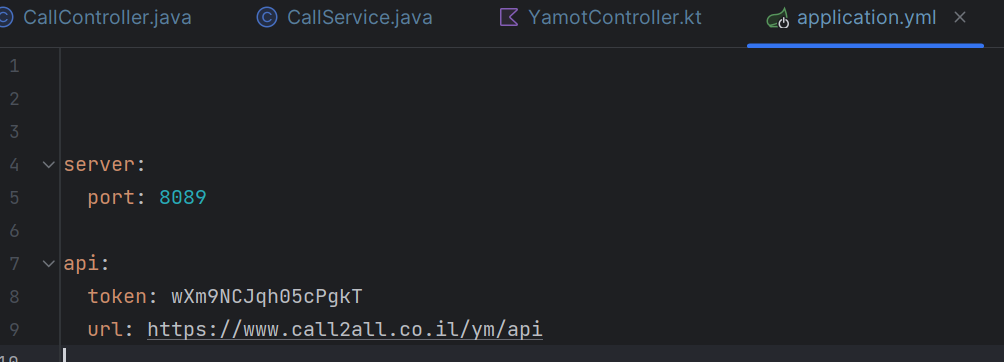 CallController.java CallService.java YamotController.kt application.yml
1
2
3
4 server:
5 port: 8089
6
7 api:
8 token: wXm9NCJqh05cPgkT
9 url: https://www.call2all.co.il/ym/api
10